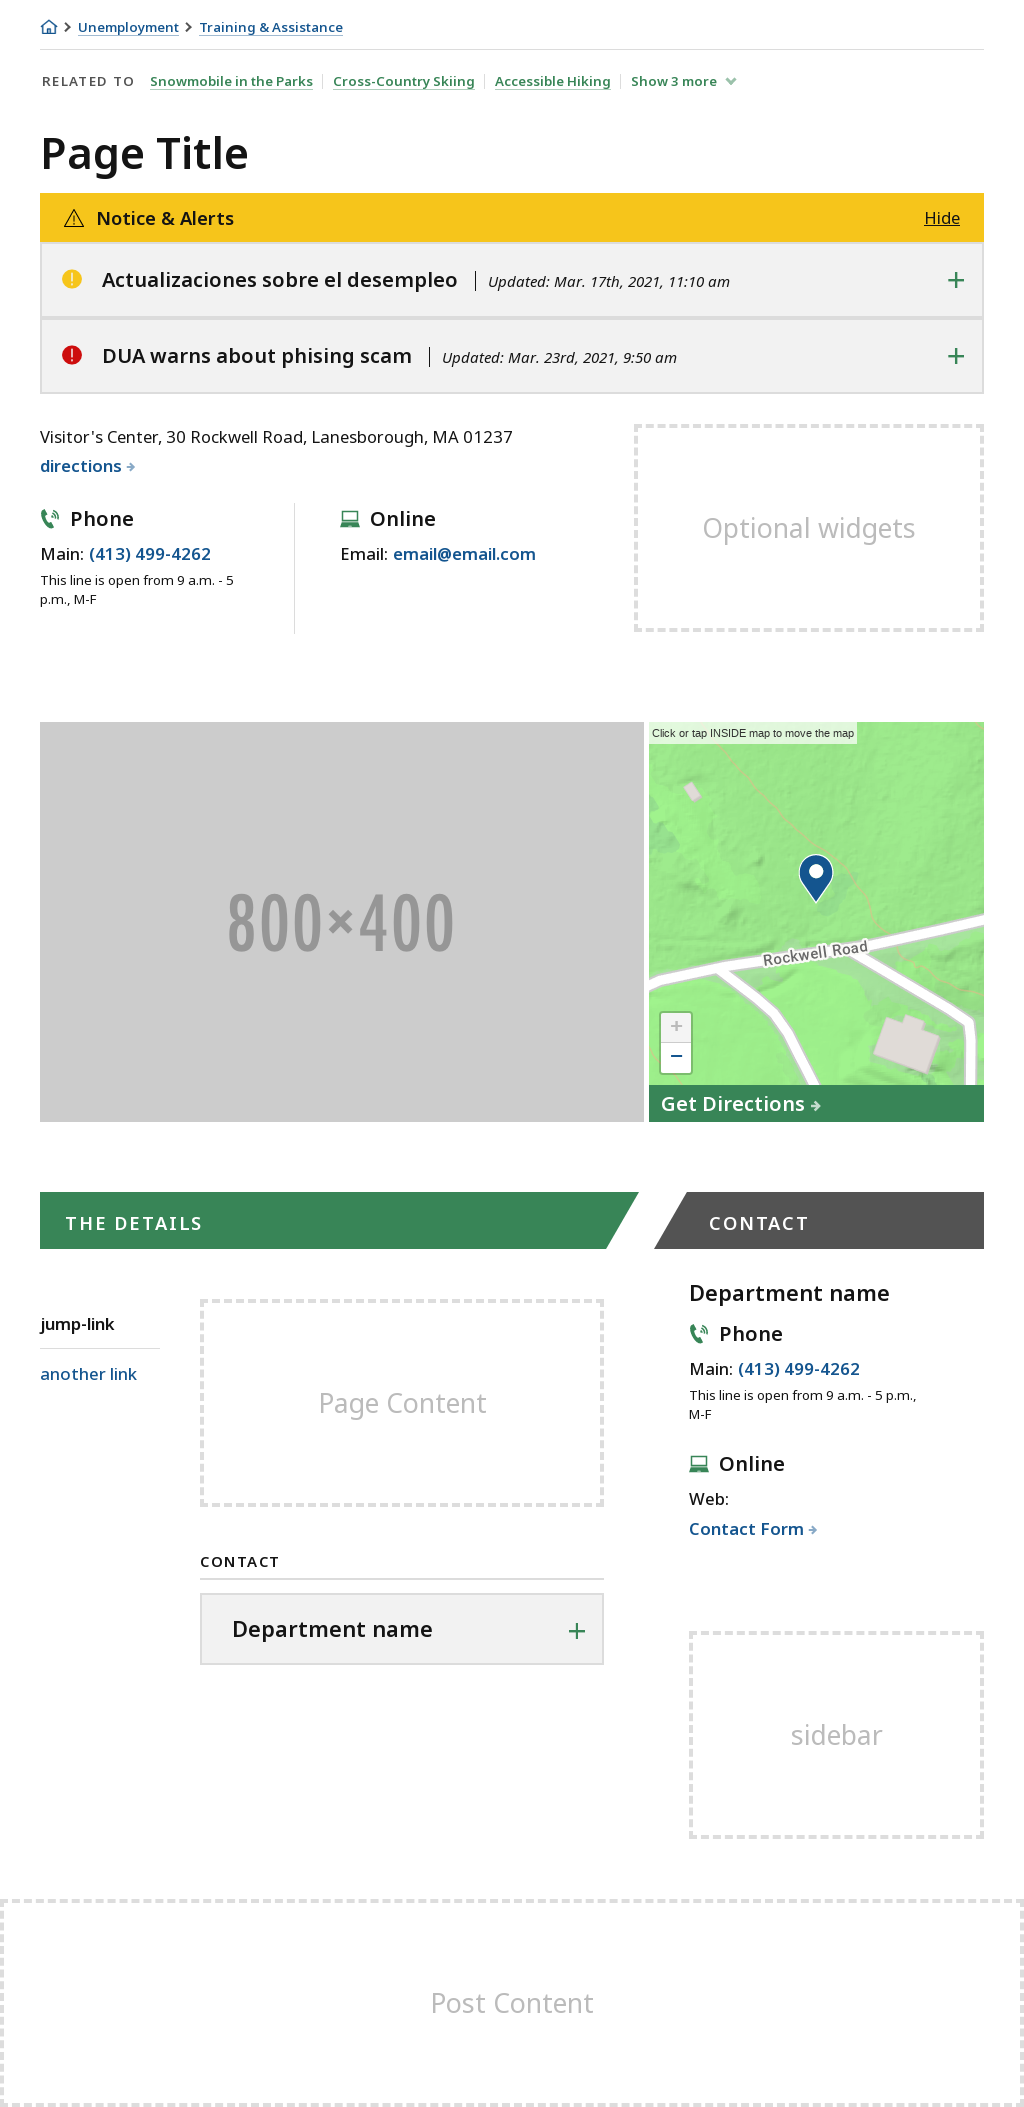 Unemployment Training & Assistance
RELATED TO Snowmobile in the Parks Cross-Country Skiing Accessible Hiking Show 3 more
Page Title
Notice & Alerts Hide
Actualizaciones sobre el desempleo Updated: Mar. 17th, 2021, 11:10 am +
DUA warns about phising scam Updated: Mar. 23rd, 2021, 9:50 am +
Visitor's Center, 30 Rockwell Road, Lanesborough, MA 01237
directions
Phone
Main: (413) 499-4262
This line is open from 9 a.m. - 5
p.m., M-F
Online
Email: email@email.com
Optional widgets
800×400
Click or tap INSIDE map to move the map
Rockwell Road
+
−
Get Directions
THE DETAILS
jump-link
another link
Page Content
CONTACT
Department name +
CONTACT
Department name
Phone
Main: (413) 499-4262
This line is open from 9 a.m. - 5 p.m.,
M-F
Online
Web:
Contact Form
sidebar
Post Content